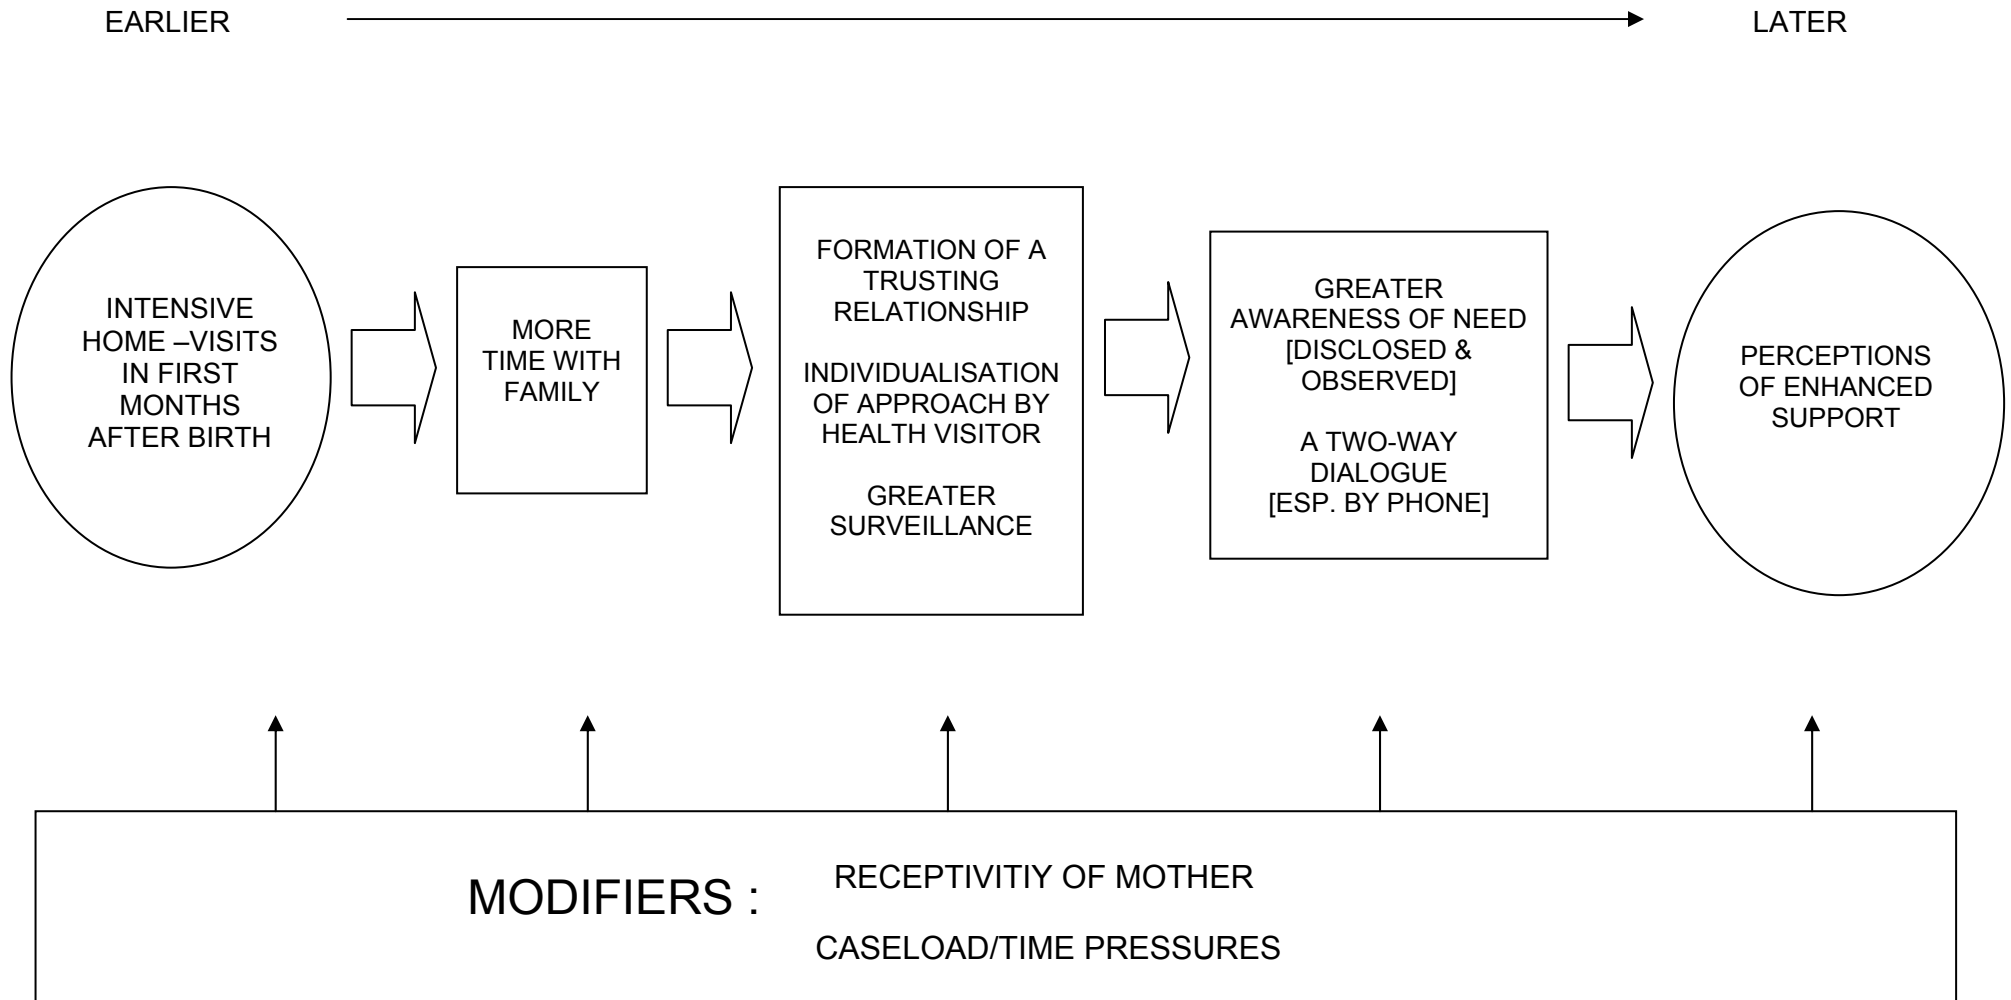 EARLIER
LATER
INTENSIVE
HOME –VISITS
IN FIRST
MONTHS
AFTER BIRTH
MORE
TIME WITH
FAMILY
FORMATION OF A
TRUSTING
RELATIONSHIP
INDIVIDUALISATION
OF APPROACH BY
HEALTH VISITOR
GREATER
SURVEILLANCE
GREATER
AWARENESS OF NEED
[DISCLOSED &
OBSERVED]
A TWO-WAY
DIALOGUE
[ESP. BY PHONE]
PERCEPTIONS
OF ENHANCED
SUPPORT
MODIFIERS :
RECEPTIVITIY OF MOTHER
CASELOAD/TIME PRESSURES